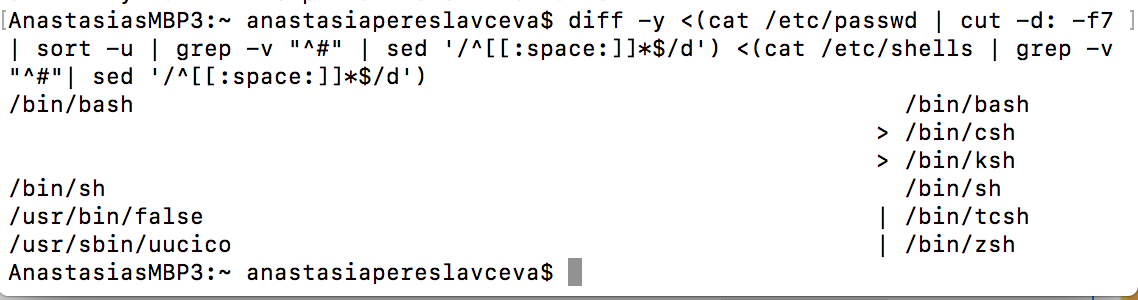 [AnastasiasMBP3:~ anastasiapereslavceva$ diff -y <(cat /etc/passwd | cut -d: -f7 ]
| sort -u | grep -v "^#" | sed '/^[[:space:]]*$/d') <(cat /etc/shells | grep -v
"^#"| sed '/^[[:space:]]*$/d')
/bin/bash /bin/bash
> /bin/csh
> /bin/ksh
/bin/sh /bin/sh
/usr/bin/false | /bin/tcsh
/usr/sbin/uucico | /bin/zsh
AnastasiasMBP3:~ anastasiapereslavceva$